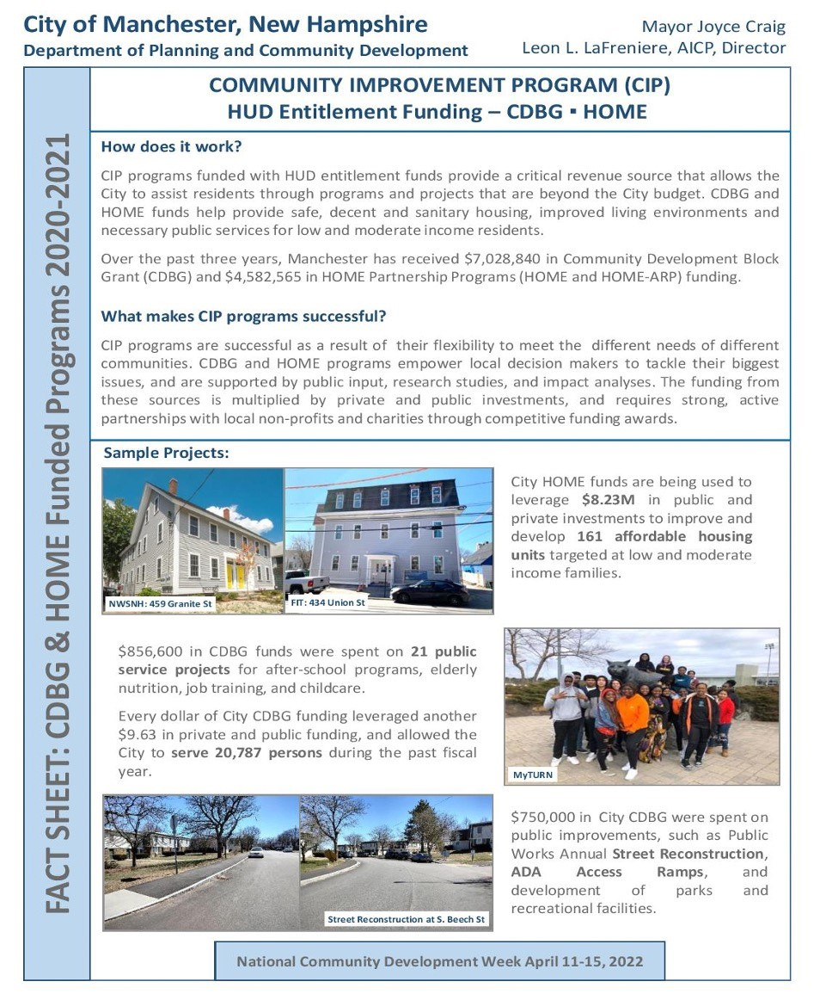 City of Manchester, New Hampshire
Department of Planning and Community Development
Mayor Joyce Craig
Leon L. LaFreniere, AICP, Director
FACT SHEET: CDBG & HOME Funded Programs 2020-2021
COMMUNITY IMPROVEMENT PROGRAM (CIP)
HUD Entitlement Funding – CDBG ▪ HOME
How does it work?
CIP programs funded with HUD entitlement funds provide a critical revenue source that allows the
City to assist residents through programs and projects that are beyond the City budget. CDBG and
HOME funds help provide safe, decent and sanitary housing, improved living environments and
necessary public services for low and moderate income residents.
Over the past three years, Manchester has received $7,028,840 in Community Development Block
Grant (CDBG) and $4,582,565 in HOME Partnership Programs (HOME and HOME-ARP) funding.
What makes CIP programs successful?
CIP programs are successful as a result of their flexibility to meet the different needs of different
communities. CDBG and HOME programs empower local decision makers to tackle their biggest
issues, and are supported by public input, research studies, and impact analyses. The funding from
these sources is multiplied by private and public investments, and requires strong, active
partnerships with local non-profits and charities through competitive funding awards.
Sample Projects:
NWSNH: 459 Granite St
FIT: 434 Union St
City HOME funds are being used to
leverage $8.23M in public and
private investments to improve and
develop 161 affordable housing
units targeted at low and moderate
income families.
$856,600 in CDBG funds were spent on 21 public
service projects for after-school programs, elderly
nutrition, job training, and childcare.
Every dollar of City CDBG funding leveraged another
$9.63 in private and public funding, and allowed the
City to serve 20,787 persons during the past fiscal
year.
MyTURN
Street Reconstruction at S. Beech St
$750,000 in City CDBG were spent on
public improvements, such as Public
Works Annual Street Reconstruction,
ADA Access Ramps, and
development of parks and
recreational facilities.
National Community Development Week April 11-15, 2022